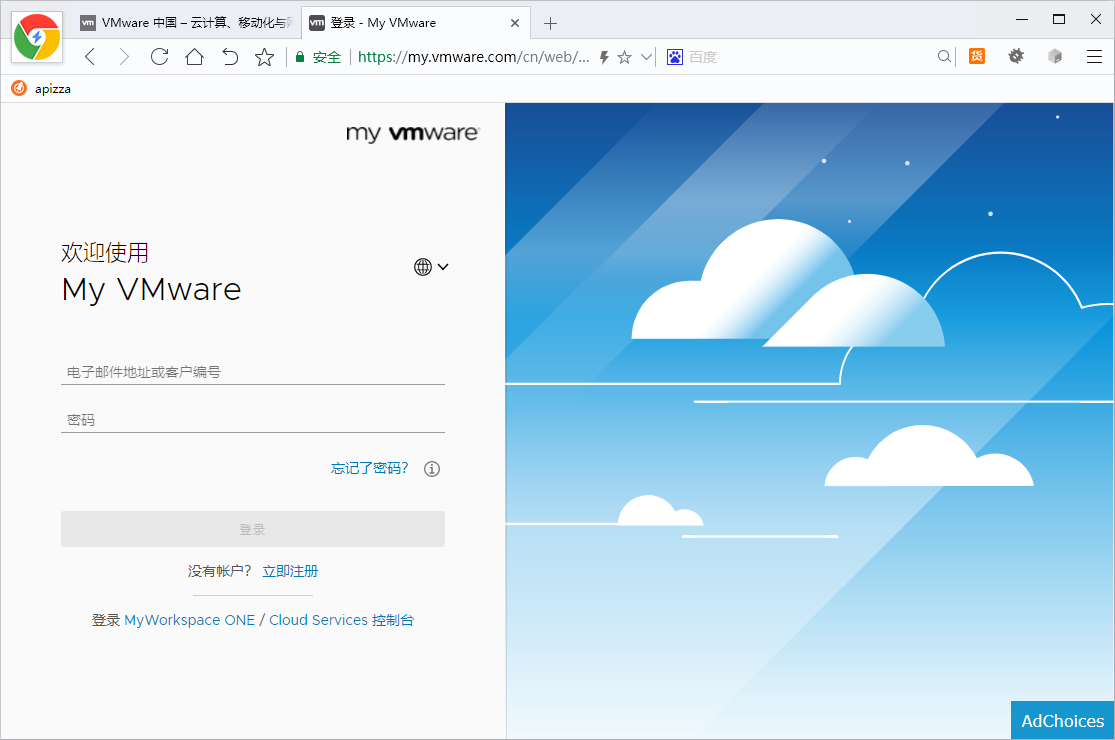 vm VMware 中国 – 云计算、移动化与
vm 登录 - My VMware
安全 https://my.vmware.com/cn/web/... 百度
apizza
my vmware
欢迎使用
My VMware
电子邮件地址或客户编号
密码
忘记了密码?
登录
没有帐户? 立即注册
登录 MyWorkspace ONE / Cloud Services 控制台
AdChoices